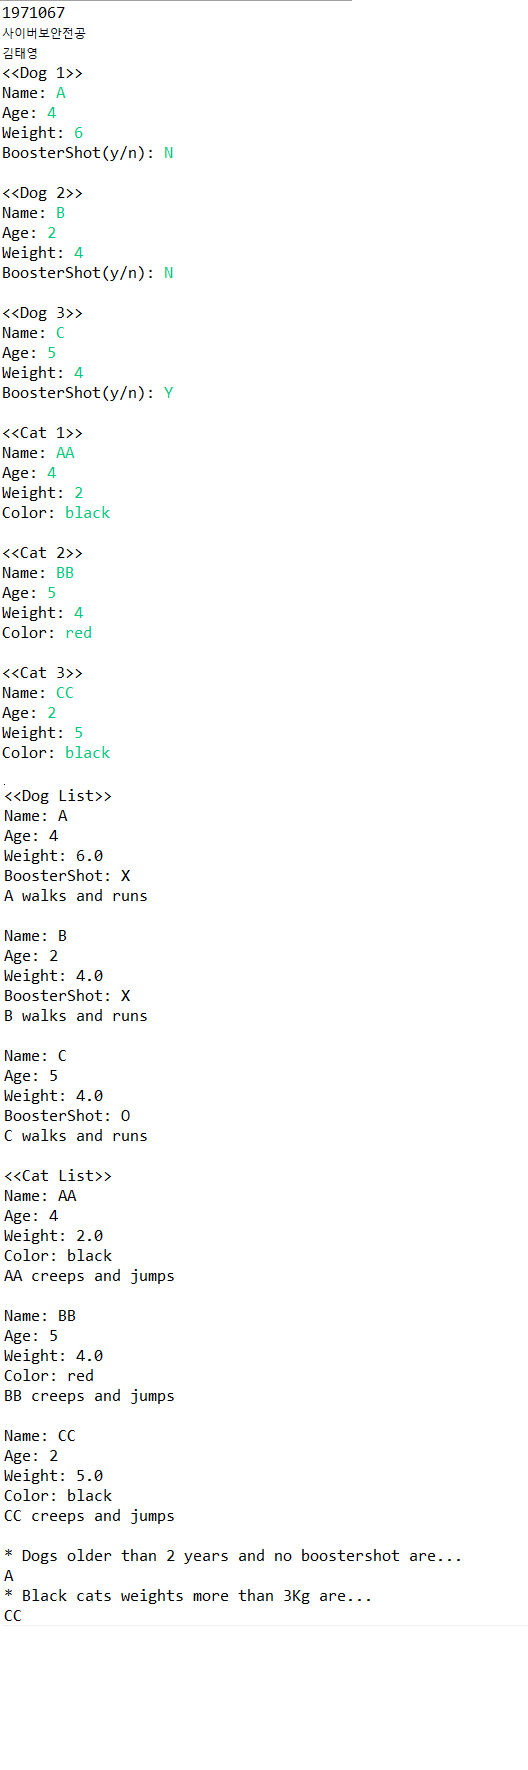 1971067
사이버보안전공
김태영
<<Dog 1>>
Name: A
Age: 4
Weight: 6
BoosterShot(y/n): N
<<Dog 2>>
Name: B
Age: 2
Weight: 4
BoosterShot(y/n): N
<<Dog 3>>
Name: C
Age: 5
Weight: 4
BoosterShot(y/n): Y
<<Cat 1>>
Name: AA
Age: 4
Weight: 2
Color: black
<<Cat 2>>
Name: BB
Age: 5
Weight: 4
Color: red
<<Cat 3>>
Name: CC
Age: 2
Weight: 5
Color: black
<<Dog List>>
Name: A
Age: 4
Weight: 6.0
BoosterShot: X
A walks and runs
Name: B
Age: 2
Weight: 4.0
BoosterShot: X
B walks and runs
Name: C
Age: 5
Weight: 4.0
BoosterShot: O
C walks and runs
<<Cat List>>
Name: AA
Age: 4
Weight: 2.0
Color: black
AA creeps and jumps
Name: BB
Age: 5
Weight: 4.0
Color: red
BB creeps and jumps
Name: CC
Age: 2
Weight: 5.0
Color: black
CC creeps and jumps
* Dogs older than 2 years and no boostershot are...
A
* Black cats weights more than 3Kg are...
CC